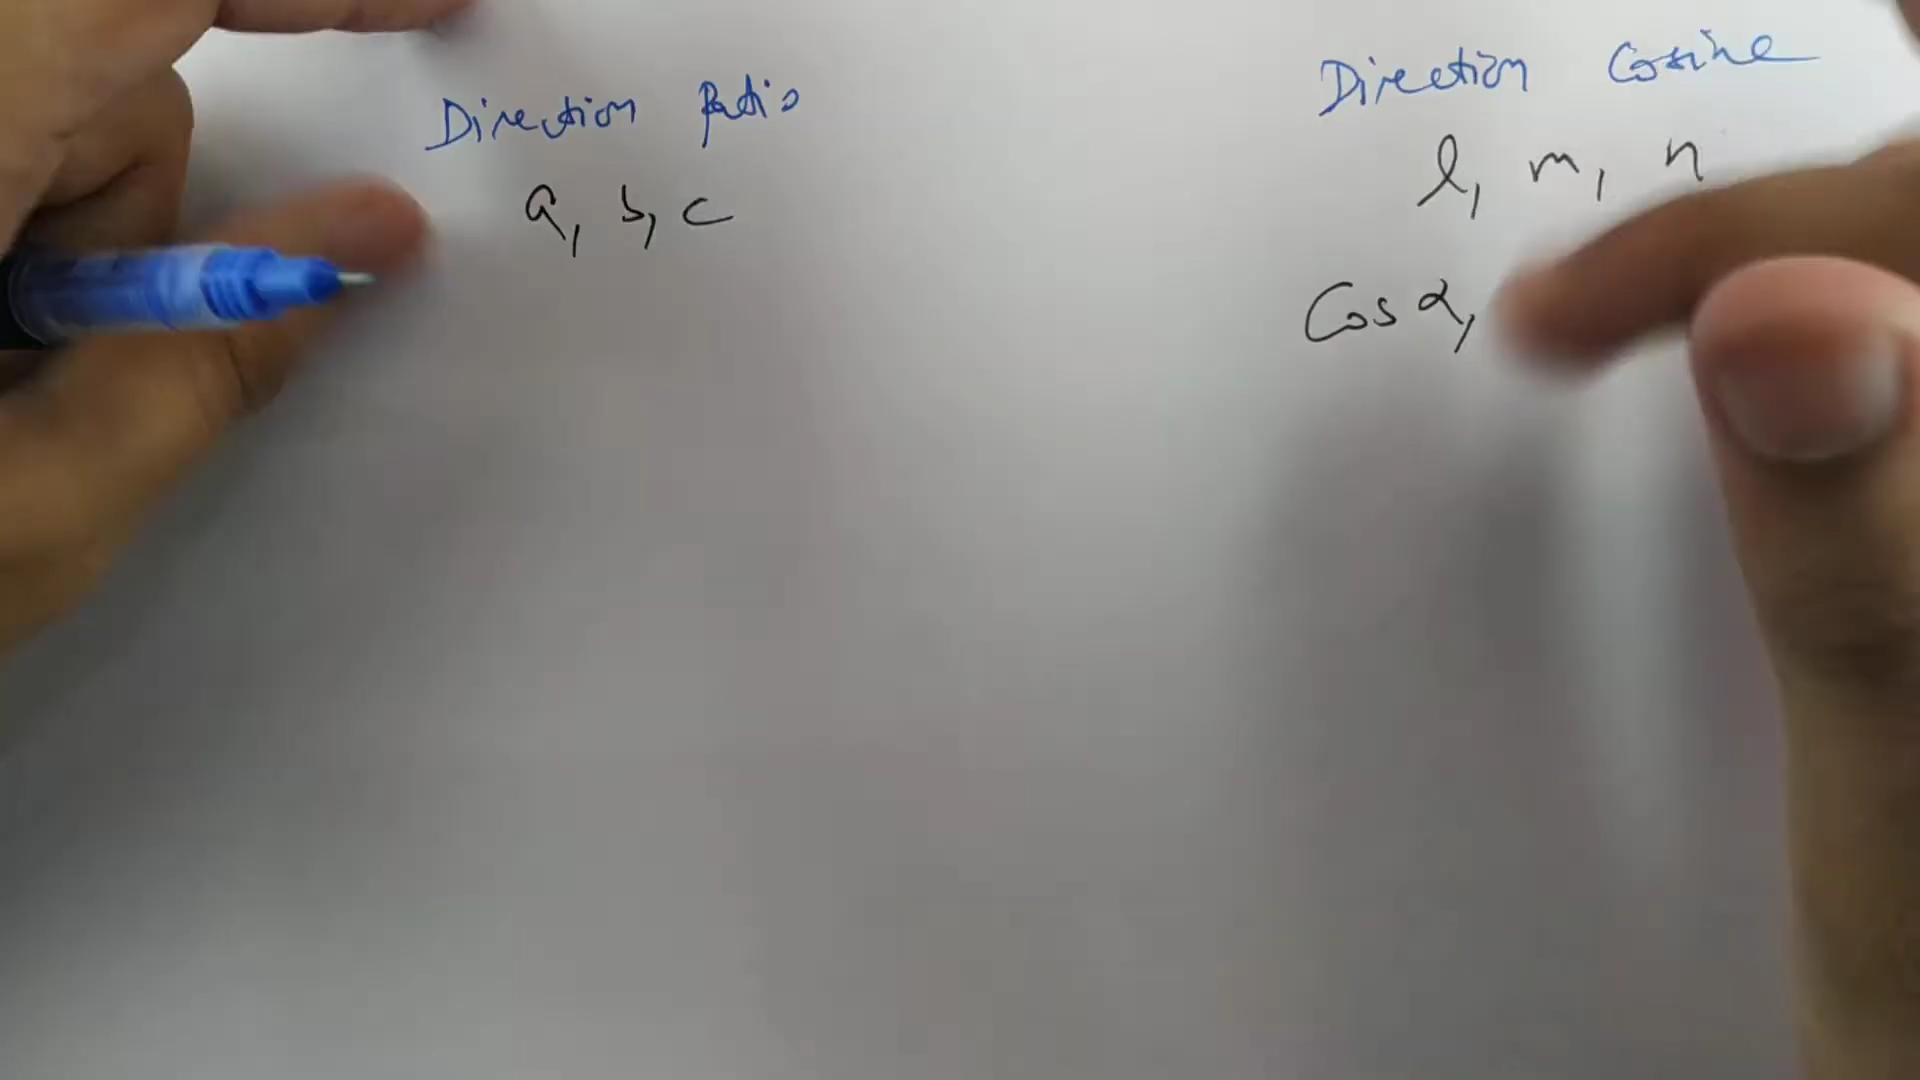 Direction Ratio
a, b, c
Direction Cosine
l, m, n
Cos α,